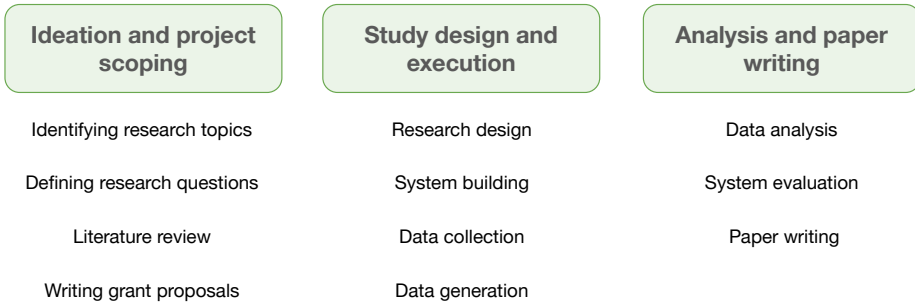 Ideation and project
scoping
Identifying research topics
Defining research questions
Literature review
Writing grant proposals
Study design and
execution
Research design
System building
Data collection
Data generation
Analysis and paper
writing
Data analysis
System evaluation
Paper writing